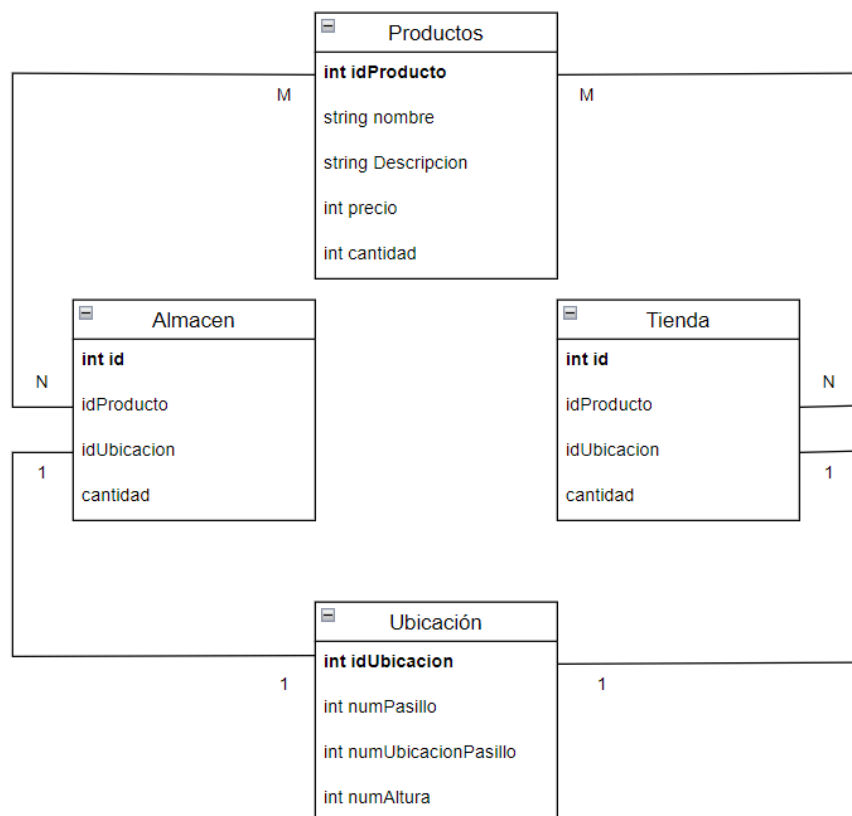 Productos
int idProducto
M
M
string nombre
string Descripcion
int precio
int cantidad
Almacen
int id
N
idProducto
idUbicacion
1
cantidad
Tienda
int id
N
idProducto
idUbicacion
1
cantidad
Ubicación
int idUbicacion
1
1
int numPasillo
int numUbicacionPasillo
int numAltura